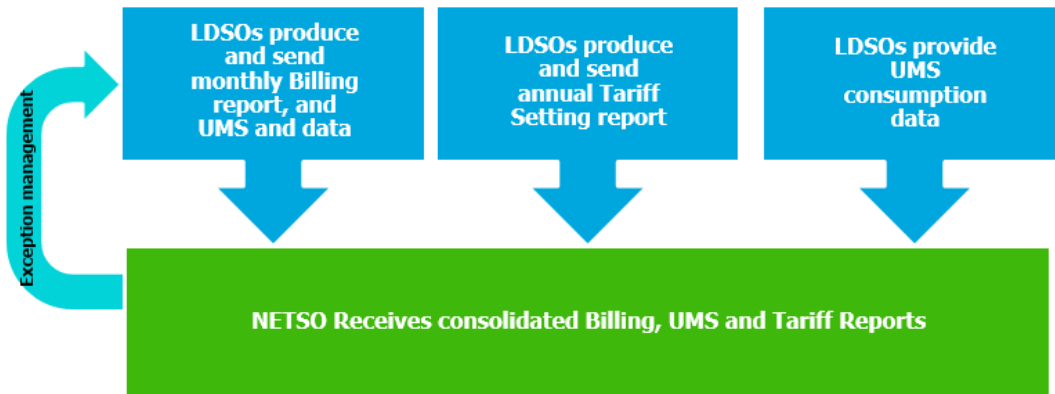 LDSOs produce
and send
monthly Billing
report, and
UMS and data
LDSOs produce
and send
annual Tariff
Setting report
LDSOs provide
UMS
consumption
data
Exception management
NETSO Receives consolidated Billing, UMS and Tariff Reports